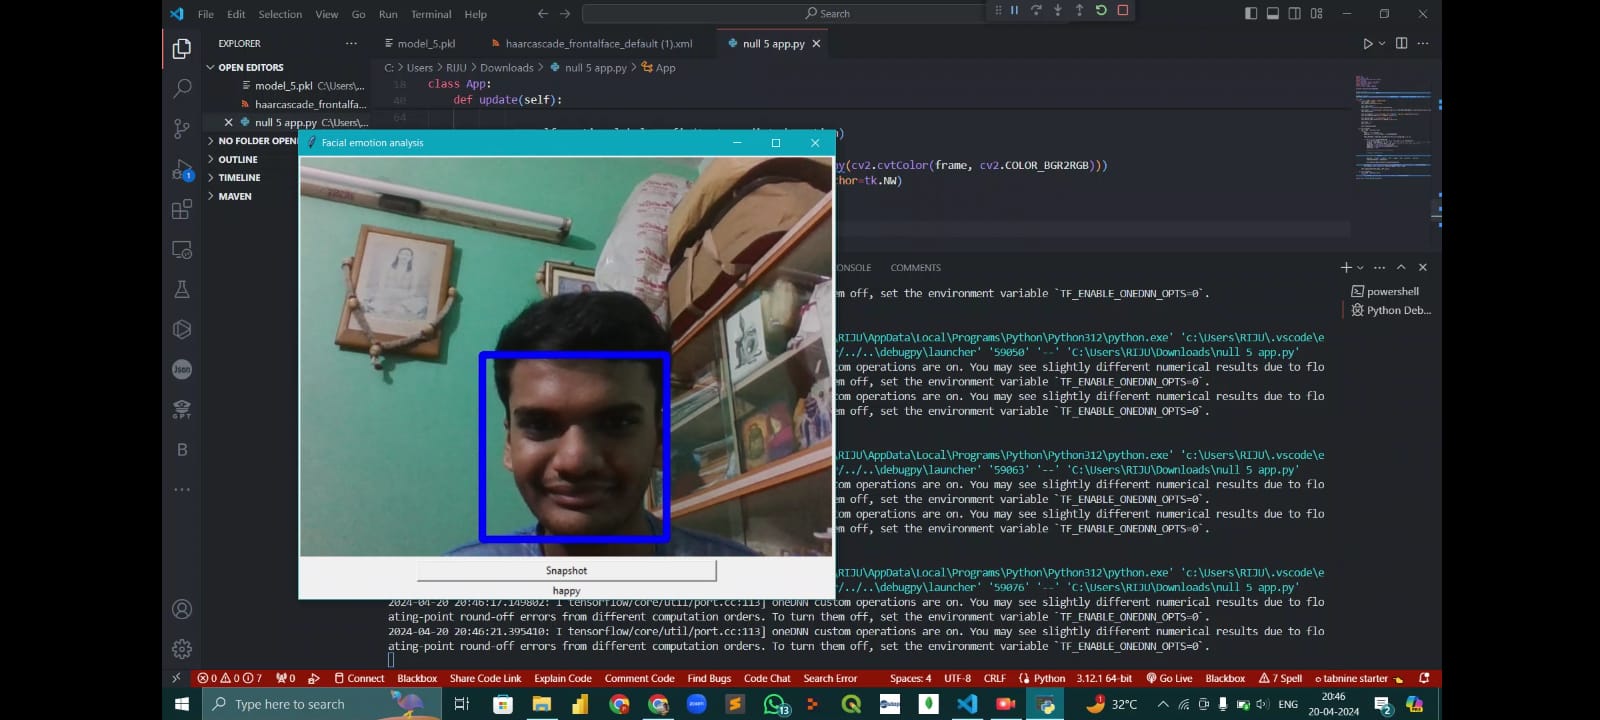 File Edit Selection View Go Run Terminal Help
Search
EXPLORER
model_5.pkl
haarcascade_frontalface_default (1).xml
null 5 app.py
OPEN EDITORS
model_5.pkl C:\Users\...
haarcascade_frontalfa...
null 5 app.py C:\Users\...
NO FOLDER OPEN
OUTLINE
TIMELINE
MAVEN
1
Json
GPT
B
C: > Users > RIJU > Downloads > null 5 app.py > App
18 class App:
40 def update(self):
64
(cv2.cvtColor(frame, cv2.COLOR_BGR2RGB)))
hor=tk.NW)
Facial emotion analysis
Snapshot
happy
ONSOLE COMMENTS
powershell
Python Deb...
em off, set the environment variable `TF_ENABLE_ONEDNN_OPTS=0`.
RIJU\AppData\Local\Programs\Python\Python312\python.exe' 'c:\Users\RIJU\.vscode\e
/../..\debugpy\launcher' '59050' '--' 'C:\Users\RIJU\Downloads\null 5 app.py'
om operations are on. You may see slightly different numerical results due to flo
em off, set the environment variable `TF_ENABLE_ONEDNN_OPTS=0`.
om operations are on. You may see slightly different numerical results due to flo
em off, set the environment variable `TF_ENABLE_ONEDNN_OPTS=0`.
RIJU\AppData\Local\Programs\Python\Python312\python.exe' 'c:\Users\RIJU\.vscode\e
/../..\debugpy\launcher' '59063' '--' 'C:\Users\RIJU\Downloads\null 5 app.py'
om operations are on. You may see slightly different numerical results due to flo
em off, set the environment variable `TF_ENABLE_ONEDNN_OPTS=0`.
om operations are on. You may see slightly different numerical results due to flo
em off, set the environment variable `TF_ENABLE_ONEDNN_OPTS=0`.
RIJU\AppData\Local\Programs\Python\Python312\python.exe' 'c:\Users\RIJU\.vscode\e
/../..\debugpy\launcher' '59076' '--' 'C:\Users\RIJU\Downloads\null 5 app.py'
2024-04-20 20:46:17.149802: I tensorflow/core/util/port.cc:113] oneDNN custom operations are on. You may see slightly different numerical results due to flo
ating-point round-off errors from different computation orders. To turn them off, set the environment variable `TF_ENABLE_ONEDNN_OPTS=0`.
2024-04-20 20:46:21.395410: I tensorflow/core/util/port.cc:113] oneDNN custom operations are on. You may see slightly different numerical results due to flo
ating-point round-off errors from different computation orders. To turn them off, set the environment variable `TF_ENABLE_ONEDNN_OPTS=0`.
0 0 7 0 Connect Blackbox Share Code Link Explain Code Comment Code Find Bugs Code Chat Search Error Spaces: 4 UTF-8 CRLF Python 3.12.1 64-bit Go Live Blackbox 7 Spell tabnine starter
Type here to search
zoom
13
32°C
ENG
20:46
20-04-2024
2